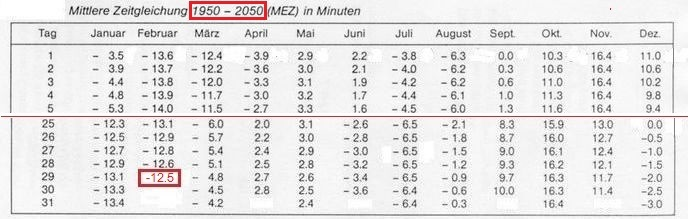 Mittlere Zeitgleichung 1950 – 2050 (MEZ) in Minuten
Tag Januar Februar März April Mai Juni Juli August Sept. Okt. Nov. Dez.
1 – 3.5 – 13.6 – 12.4 – 3.9 2.9 2.2 – 3.8 – 6.3 0.0 10.3 16.4 11.0
2 – 3.9 – 13.7 – 12.2 – 3.6 3.0 2.1 – 4.0 – 6.2 0.3 10.6 16.4 10.6
3 – 4.4 – 13.8 – 12.0 – 3.3 3.1 1.9 – 4.2 – 6.2 0.6 11.0 16.4 10.2
4 – 4.8 – 13.9 – 11.7 – 3.0 3.2 1.7 – 4.4 – 6.1 1.0 11.3 16.4 9.8
5 – 5.3 – 14.0 – 11.5 – 2.7 3.3 1.6 – 4.5 – 6.0 1.3 11.6 16.4 9.4
25 – 12.3 – 13.1 – 6.0 2.0 3.1 – 2.6 – 6.5 – 2.1 8.3 15.9 13.0 0.0
26 – 12.5 – 12.9 – 5.7 2.2 3.0 – 2.8 – 6.5 – 1.8 8.7 16.0 12.7 –0.5
27 – 12.7 – 12.8 – 5.4 2.4 2.9 – 3.0 – 6.5 – 1.5 9.0 16.1 12.4 –1.0
28 – 12.9 – 12.6 – 5.1 2.5 2.8 – 3.2 – 6.5 – 1.2 9.3 16.2 12.1 –1.5
29 – 13.1 -12.5 – 4.8 2.7 2.6 – 3.4 – 6.5 – 0.9 9.7 16.3 11.7 –2.0
30 – 13.3 – 4.5 2.8 2.5 – 3.6 – 6.4 – 0.6 10.0 16.3 11.4 –2.5
31 – 13.4 – 4.2 2.4 – 6.4 – 0.3 16.4 –3.0